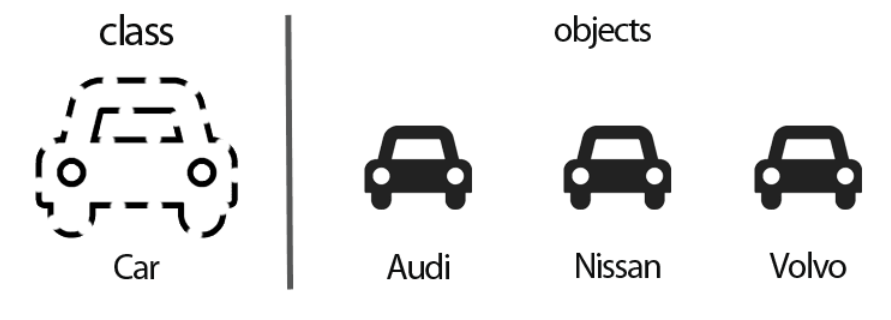 class
objects
Car
Audi
Nissan
Volvo